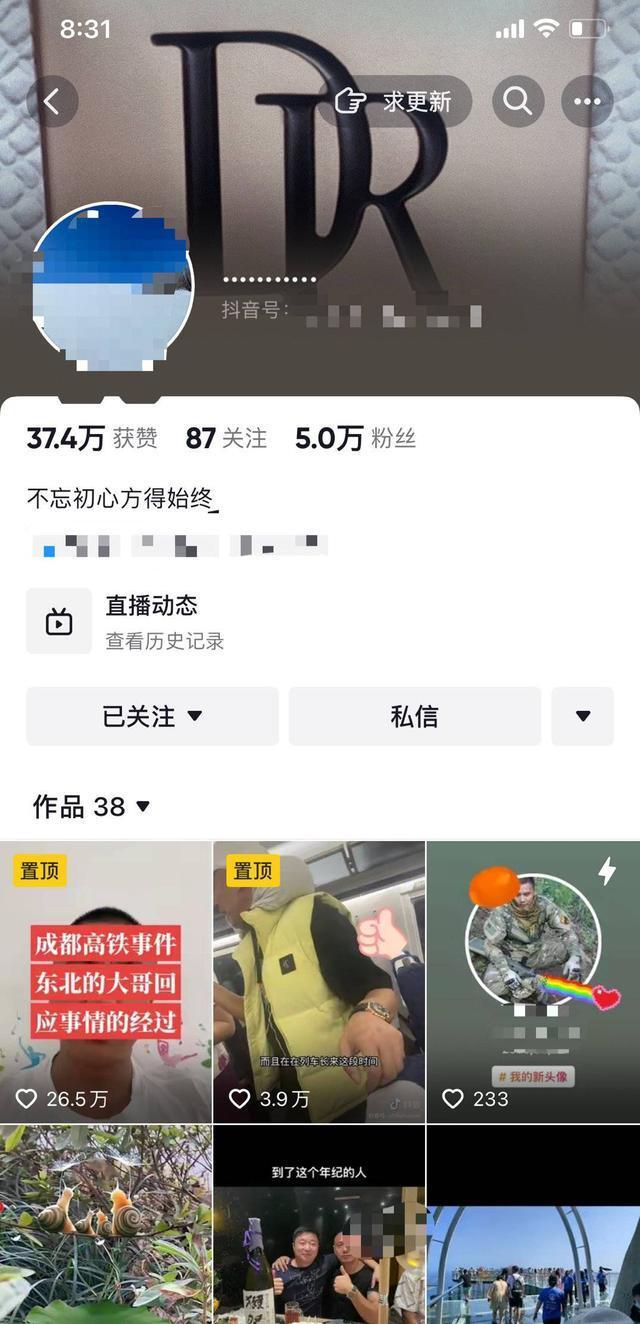 8:31
DR
求更新
............
抖音号:
37.4万 获赞 87 关注 5.0万 粉丝
不忘初心方得始终
直播动态
查看历史记录
已关注
私信
作品 38
置顶
成都高铁事件
东北的大哥回
应事情的经过
26.5万
置顶
而且在在列车长来这段时间
3.9万
# 我的新头像
233
到了这个年纪的人